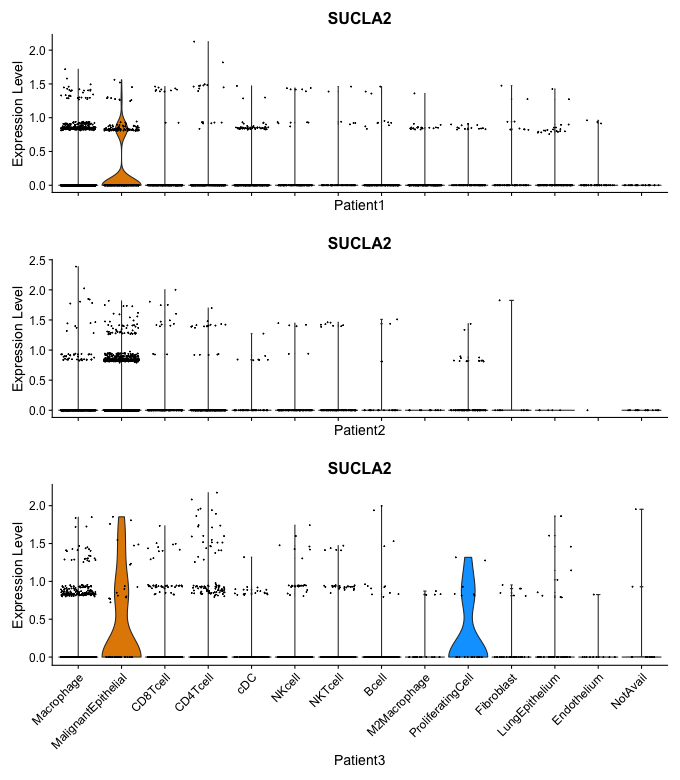 SUCLA2
Expression Level
2.0
1.5
1.0
0.5
0.0
Patient1
SUCLA2
Expression Level
2.5
2.0
1.5
1.0
0.5
0.0
Patient2
SUCLA2
Expression Level
2.0
1.5
1.0
0.5
0.0
Macrophage
MalignantEpithelial
CD8Tcell
CD4Tcell
cDC
NKcell
NKTcell
Bcell
M2Macrophage
ProliferatingCell
Fibroblast
LungEpithelium
Endothelium
NotAvail
Patient3